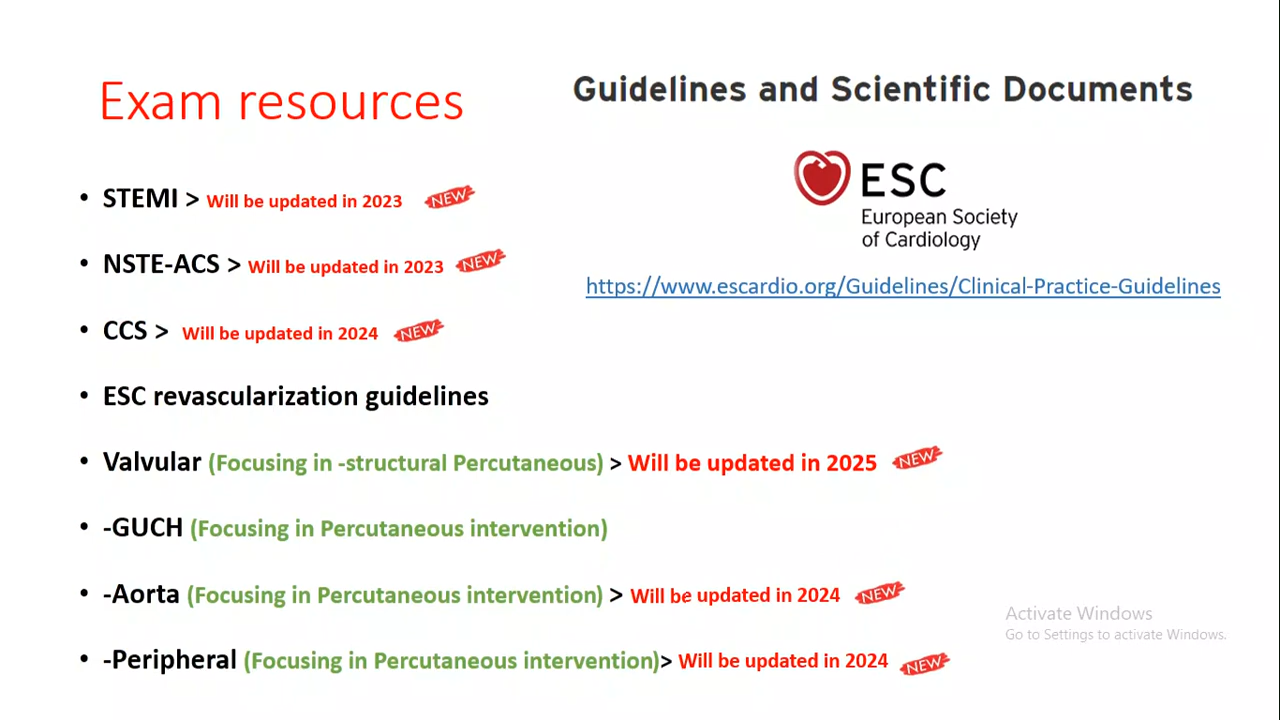 Exam resources
Guidelines and Scientific Documents
ESC
European Society
of Cardiology
https://www.escardio.org/Guidelines/Clinical-Practice-Guidelines
• STEMI > Will be updated in 2023 NEW
• NSTE-ACS > Will be updated in 2023 NEW
• CCS > Will be updated in 2024 NEW
• ESC revascularization guidelines
• Valvular (Focusing in -structural Percutaneous) > Will be updated in 2025 NEW
• -GUCH (Focusing in Percutaneous intervention)
• -Aorta (Focusing in Percutaneous intervention) > Will be updated in 2024 NEW
• -Peripheral (Focusing in Percutaneous intervention)> Will be updated in 2024 NEW
Activate Windows
Go to Settings to activate Windows.